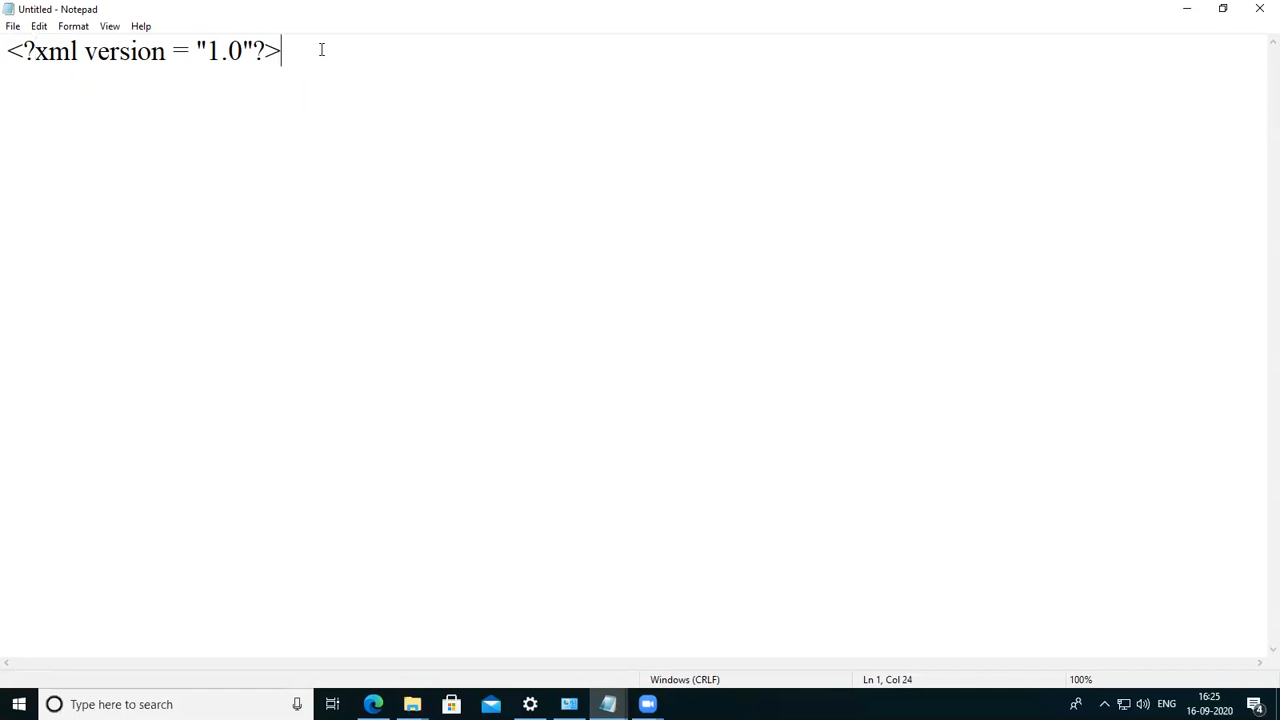 Untitled - Notepad
File Edit Format View Help
<?xml version = "1.0"?>
Windows (CRLF) Ln 1, Col 24 100%
Type here to search
ENG 16:25
16-09-2020 4